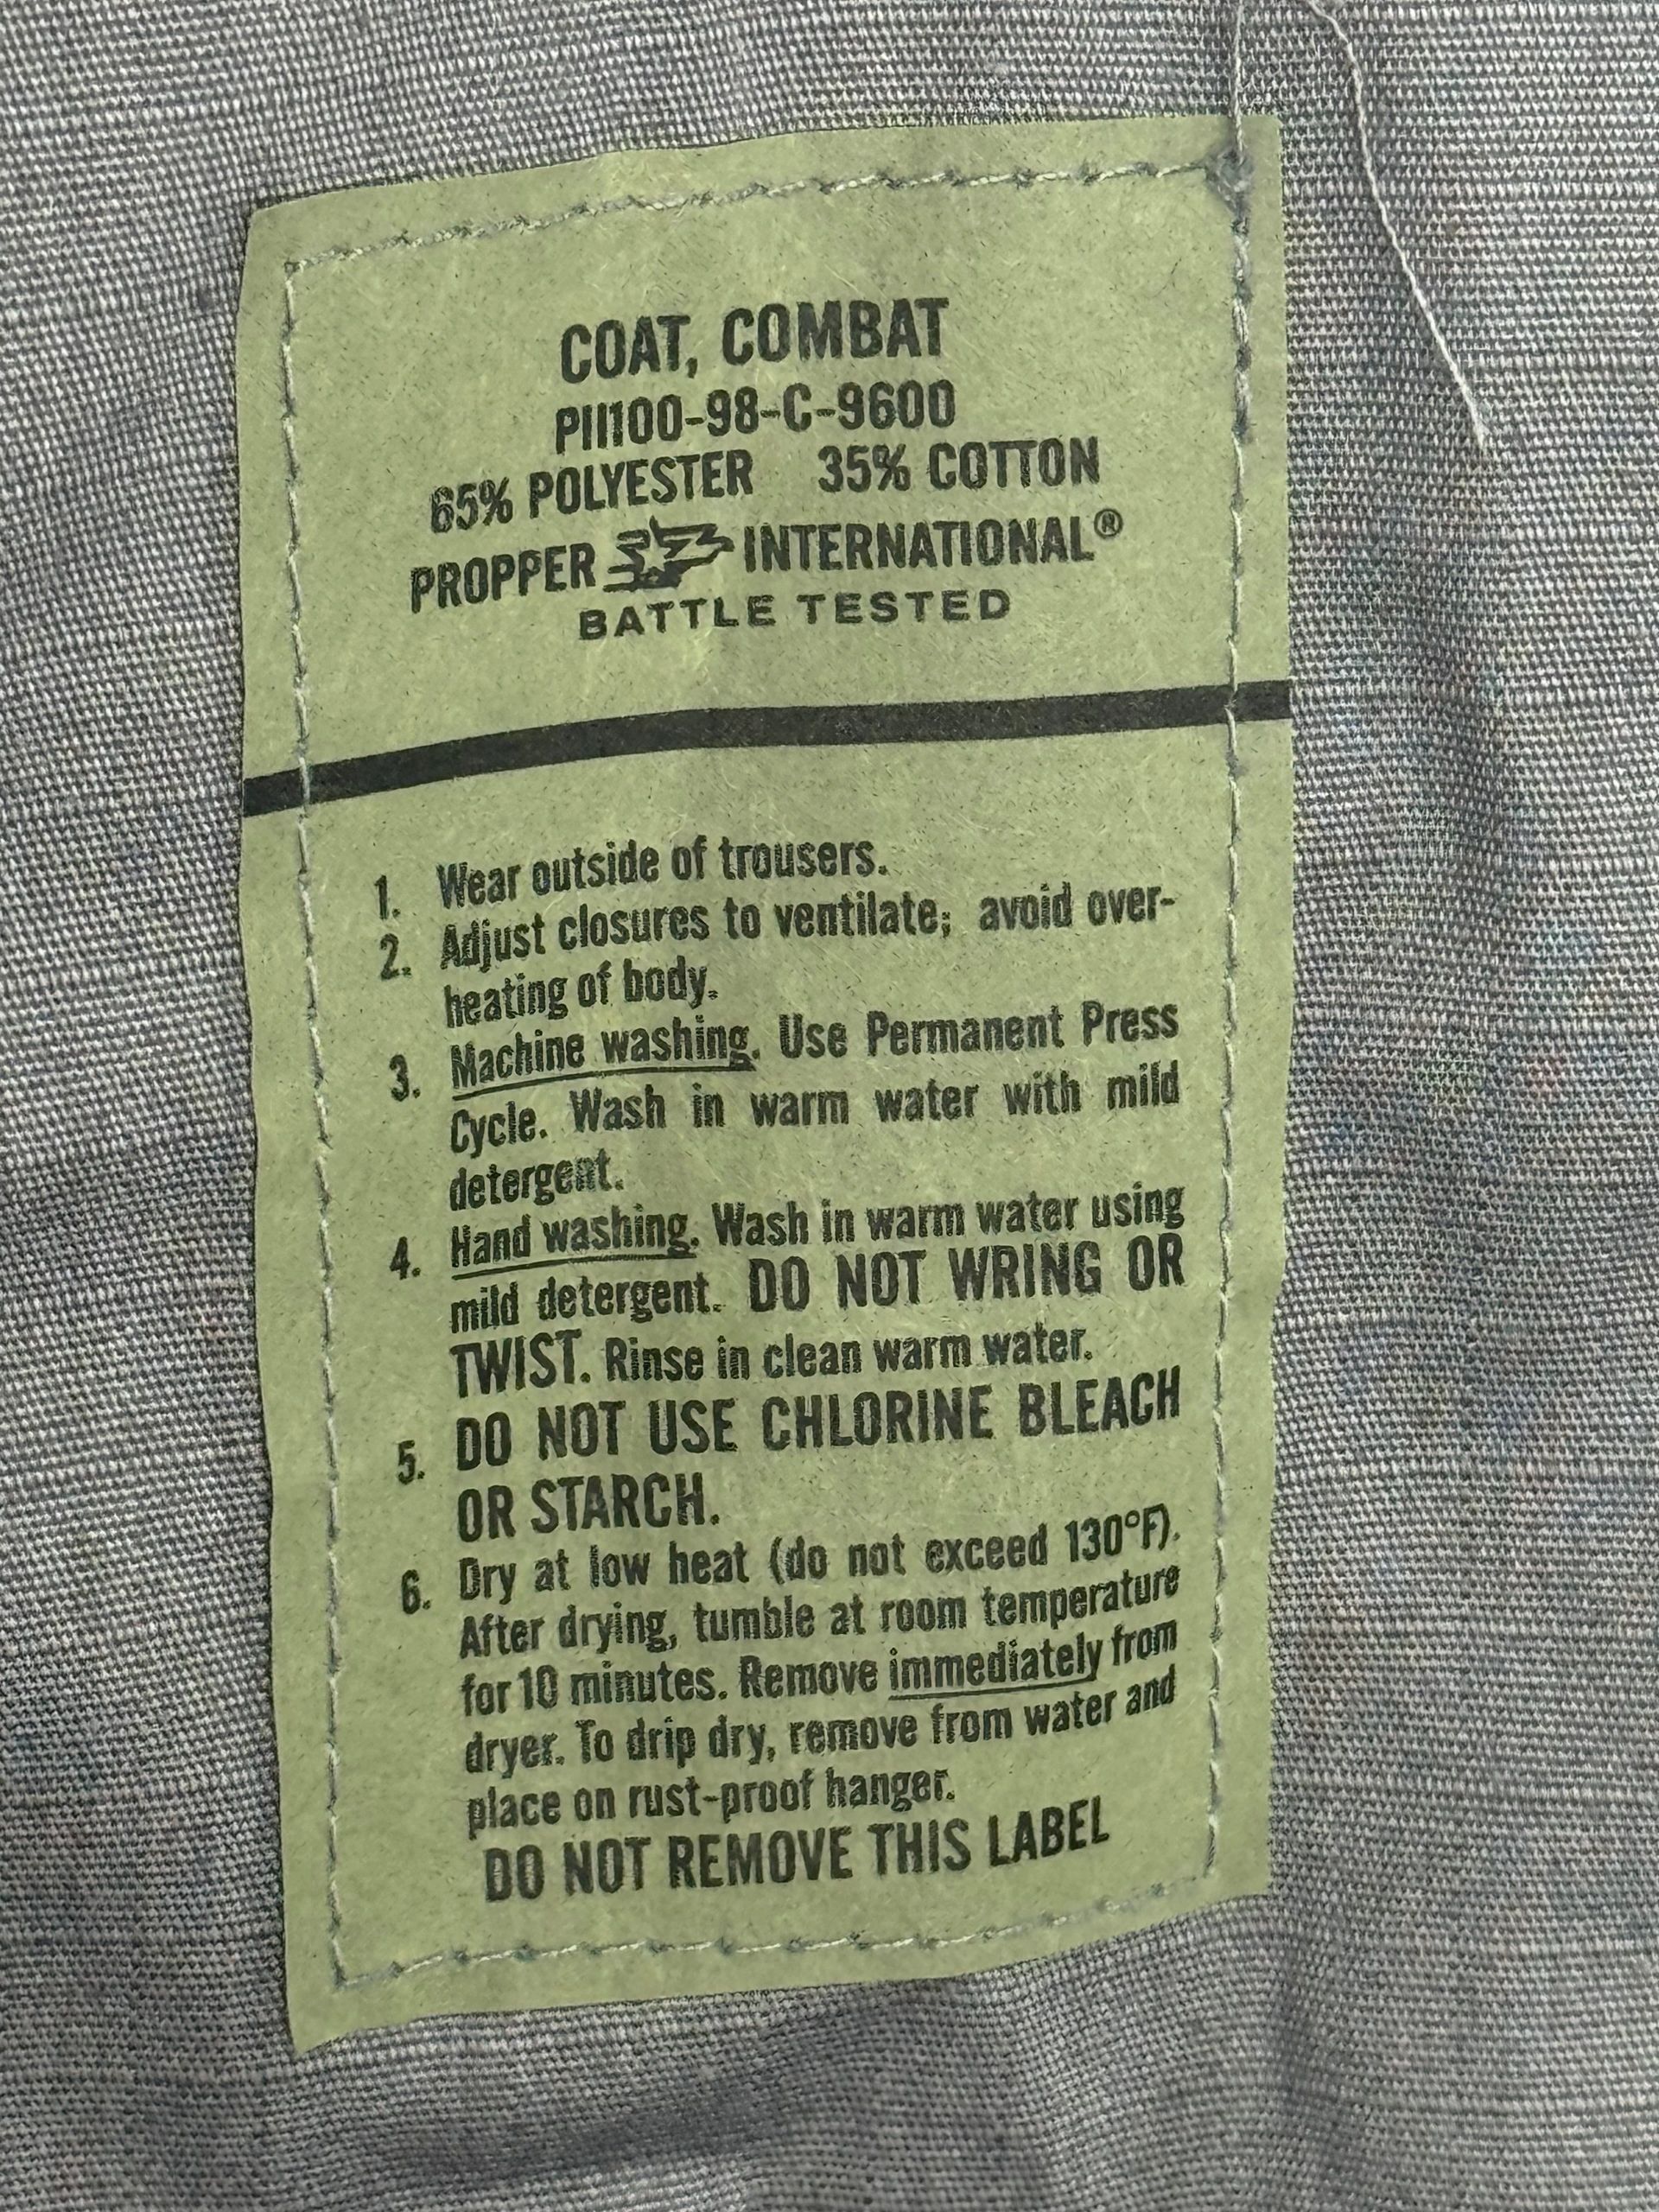 COAT, COMBAT
PII100-98-C-9600
65% POLYESTER 35% COTTON
PROPPER INTERNATIONAL®
BATTLE TESTED
1. Wear outside of trousers.
2. Adjust closures to ventilate; avoid over-
heating of body.
3. Machine washing. Use Permanent Press
Cycle. Wash in warm water with mild
detergent.
4. Hand washing. Wash in warm water using
mild detergent. DO NOT WRING OR
TWIST. Rinse in clean warm water.
5. DO NOT USE CHLORINE BLEACH
OR STARCH.
6. Dry at low heat (do not exceed 130°F).
After drying, tumble at room temperature
for 10 minutes. Remove immediately from
dryer. To drip dry, remove from water and
place on rust-proof hanger.
DO NOT REMOVE THIS LABEL